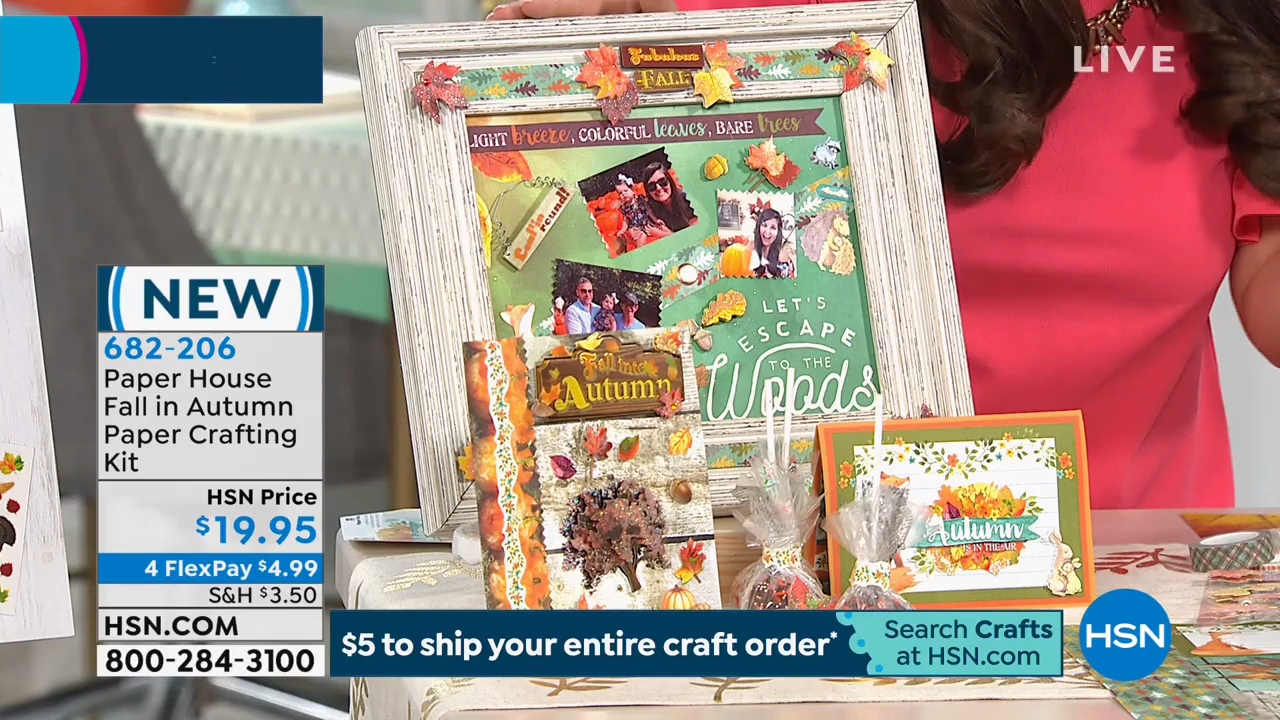 LIVE
Fabulous
FALL
LIGHT breeze, COLORFUL leaves, BARE trees
LET'S
ESCAPE
TO THE
Woods
Fall into
Autumn
Autumn
IS IN THE AIR
NEW
682-206
Paper House
Fall in Autumn
Paper Crafting
Kit
HSN Price
$19.95
4 FlexPay $4.99
S&H $3.50
HSN.COM
800-284-3100
$5 to ship your entire craft order*
Search Crafts
at HSN.com
HSN